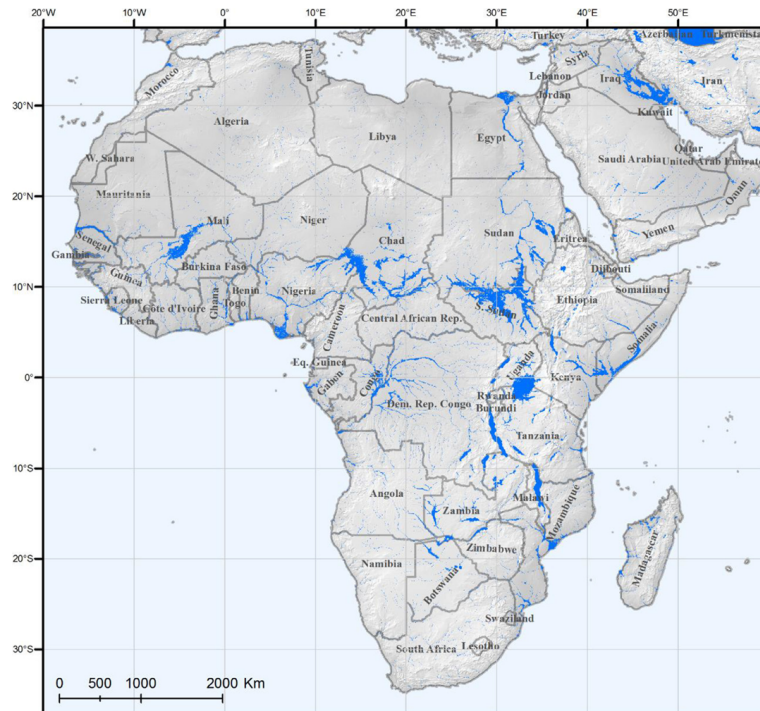 20°W 10°W 0° 10°E 20°E 30°E 40°E 50°E
Turkey Azerbaijan Turkmenista
Tunisia
Syria
Morocco
Lebanon Iraq Iran
Jordan
30°N
Kuwait
Algeria
Libya Egypt
Qatar
W. Sahara
Saudi Arabia United Arab Emirate
20°N
Mauritania
Oman
Mali Niger Chad Sudan
Yemen
Senegal
Eritrea
Gambia
Burkina Faso
Djibouti
Guinea
10°N
Benin Nigeria
Ethiopia Somaliland
Sierra Leone
Cote d'Ivoire Ghana Togo
S. Sudan
Liberia
Cameroon Central African Rep.
Somalia
Eq. Guinea
Uganda
0°
Gabon Congo
Kenya
Rwanda
Dem. Rep. Congo Burundi
Tanzania
10°S
Angola
Malawi
Zambia
Mozambique
20°S
Zimbabwe
Namibia
Botswana
Madagascar
Swaziland
30°S
South Africa Lesotho
0 500 1000 2000 Km